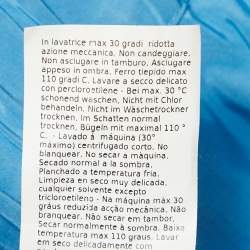 In lavatrice max 30 gradi ridotta
azione meccanica. Non candeggiare.
Non asciugare in tamburo. Asciugare
appeso in ombra. Ferro tiepido max
110 gradi C. Lavare a secco delicato
con percloroetilene - Bei max. 30 °C
schonend waschen. Nicht mit Chlor
behandeln. Nicht im Wäschetrockner
trocknen. Im Schatten normal
trocknen. Bügeln mit maximal 110 °
C. - Lavado á máquina (30°
máximo) centrifugado corto. No
blanquear. No secar a máquina.
Secado normal a la sombra.
Planchado a temperatura fria.
Limpieza en seco muy delicada.
cualquier solvente excepto
tricloroetileno - Na máquina máx 30
gráus reduzida acção mecânica. Não
branquear. Não secar em tambor.
Secar normalmente à sombra. Baixa
temperatura max 110 graus. Lavar
em seco delicadamente com